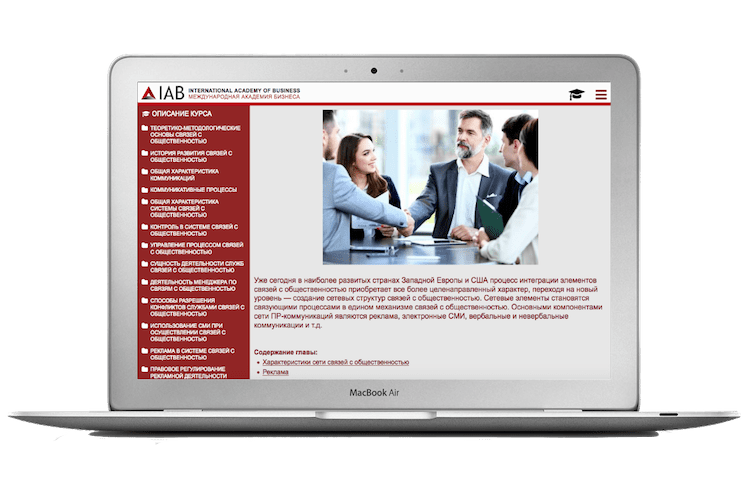 IAB INTERNATIONAL ACADEMY OF BUSINESS
МЕЖДУНАРОДНАЯ АКАДЕМИЯ БИЗНЕСА
ОПИСАНИЕ КУРСА
ТЕОРЕТИКО-МЕТОДОЛОГИЧЕСКИЕ
ОСНОВЫ СВЯЗЕЙ С
ОБЩЕСТВЕННОСТЬЮ
ИСТОРИЯ РАЗВИТИЯ СВЯЗЕЙ С
ОБЩЕСТВЕННОСТЬЮ
ОБЩАЯ ХАРАКТЕРИСТИКА
КОММУНИКАЦИЙ
КОММУНИКАТИВНЫЕ ПРОЦЕССЫ
ОБЩАЯ ХАРАКТЕРИСТИКА
СИСТЕМЫ СВЯЗЕЙ С
ОБЩЕСТВЕННОСТЬЮ
КОНТРОЛЬ В СИСТЕМЕ СВЯЗЕЙ С
ОБЩЕСТВЕННОСТЬЮ
УПРАВЛЕНИЕ ПРОЦЕССОМ СВЯЗЕЙ
С ОБЩЕСТВЕННОСТЬЮ
СУЩНОСТЬ ДЕЯТЕЛЬНОСТИ СЛУЖБ
СВЯЗЕЙ С ОБЩЕСТВЕННОСТЬЮ
ДЕЯТЕЛЬНОСТЬ МЕНЕДЖЕРА ПО
СВЯЗЯМ С ОБЩЕСТВЕННОСТЬЮ
СПОСОБЫ РАЗРЕШЕНИЯ
КОНФЛИКТОВ СЛУЖБАМИ СВЯЗЕЙ С
ОБЩЕСТВЕННОСТЬЮ
ИСПОЛЬЗОВАНИЕ СМИ ПРИ
ОСУЩЕСТВЛЕНИИ СВЯЗЕЙ С
ОБЩЕСТВЕННОСТЬЮ
РЕКЛАМА В СИСТЕМЕ СВЯЗЕЙ С
ОБЩЕСТВЕННОСТЬЮ
ПРАВОВОЕ РЕГУЛИРОВАНИЕ
РЕКЛАМНОЙ ДЕЯТЕЛЬНОСТИ
Уже сегодня в наиболее развитых странах Западной Европы и США процесс интеграции элементов
связей с общественностью приобретает все более целенаправленный характер, переходя на новый
уровень — создание сетевых структур связей с общественностью. Сетевые элементы становятся
связующими процессами в едином механизме связей с общественностью. Основными компонентами
сети ПР-коммуникаций являются реклама, электронные СМИ, вербальные и невербальные
коммуникации и т.д.
Содержание главы:
Характеристики сети связей с общественностью
Реклама
MacBook Air